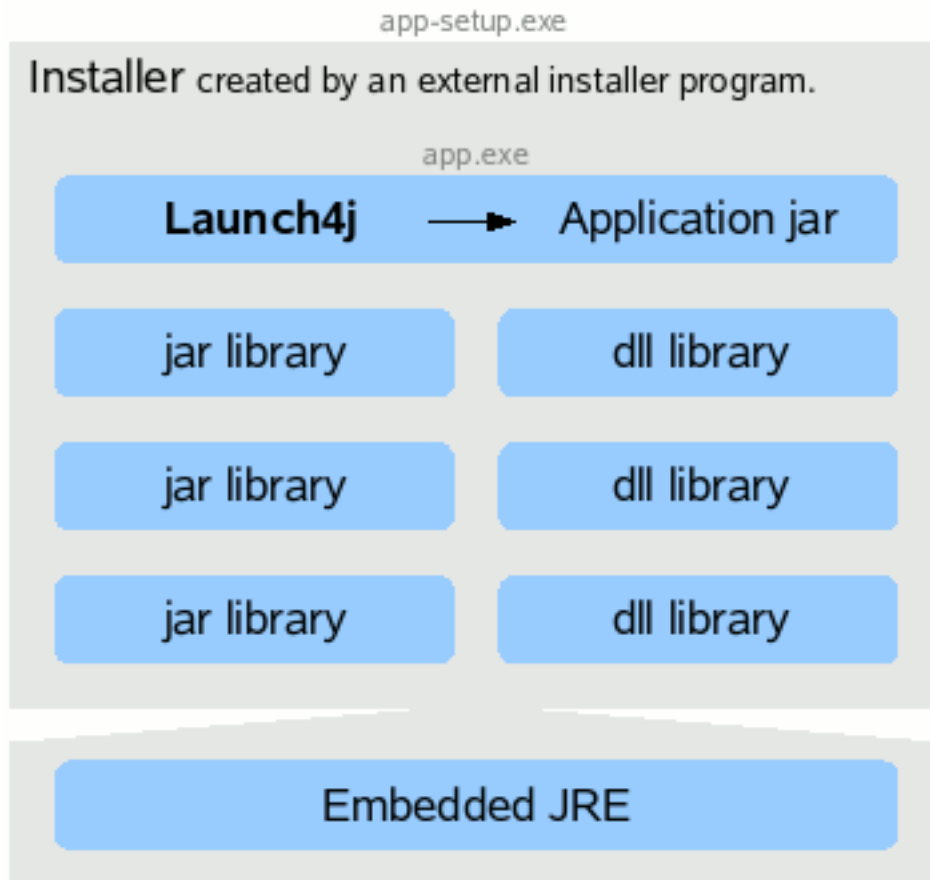 app-setup.exe
Installer created by an external installer program.
app.exe
Launch4j Application jar
jar library dll library
jar library dll library
jar library dll library
Embedded JRE